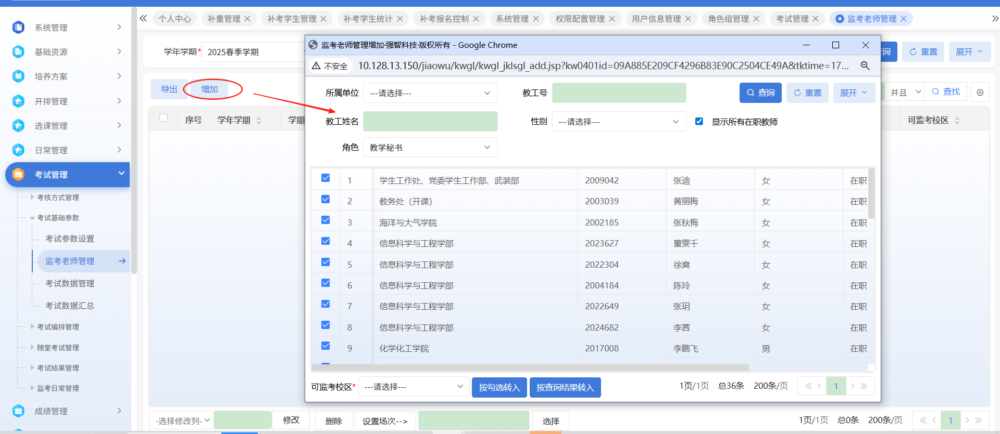 个人中心 补重管理 补考学生管理 补考学生统计 补考报名控制 系统管理 权限配置管理 用户信息管理 角色组管理 考试管理 监考老师管理
系统管理
基础资源
培养方案
开排管理
选课管理
日常管理
考试管理
考核方式管理
考试基础参数
考试参数设置
监考老师管理
考试数据管理
考试数据汇总
考试编排管理
随堂考试管理
考试结果管理
监考日常管理
成绩管理
学年学期* 2025春季学期
询 重置 展开
导出 增加
并且 查找
序号 学年学期 学期
可监考校区
监考老师管理增加·强智科技·版权所有 - Google Chrome
不安全 10.128.13.150/jiaowu/kwgl/kwgl_jklsgl_add.jsp?kw0401id=09A885E209CF4296B83E90C2504CE49A&tktime=17...
所属单位 ---请选择--- 教工号 查询 重置 展开
教工姓名 性别 ---请选择--- 显示所有在职教师
角色 教学秘书
1 学生工作处、党委学生工作部、武装部 2009042 张迪 女 在职
2 教务处（开课） 2003039 黄丽梅 女 在职
3 海洋与大气学院 2002185 张秋梅 女 在职
4 信息科学与工程学部 2023627 董雯千 女 在职
5 信息科学与工程学部 2022304 徐爽 女 在职
6 信息科学与工程学部 2004184 陈玲 女 在职
7 信息科学与工程学部 2022649 张玥 女 在职
8 信息科学与工程学部 2024682 李茜 女 在职
9 化学化工学院 2017008 李鹏飞 男 在职
可监考校区* ---请选择--- 按勾选转入 按查询结果转入 1页/1页 总36条 200条/页 1
-选择修改列- 修改 删除 设置场次--> 选择 1页/1页 总0条 200条/页 1